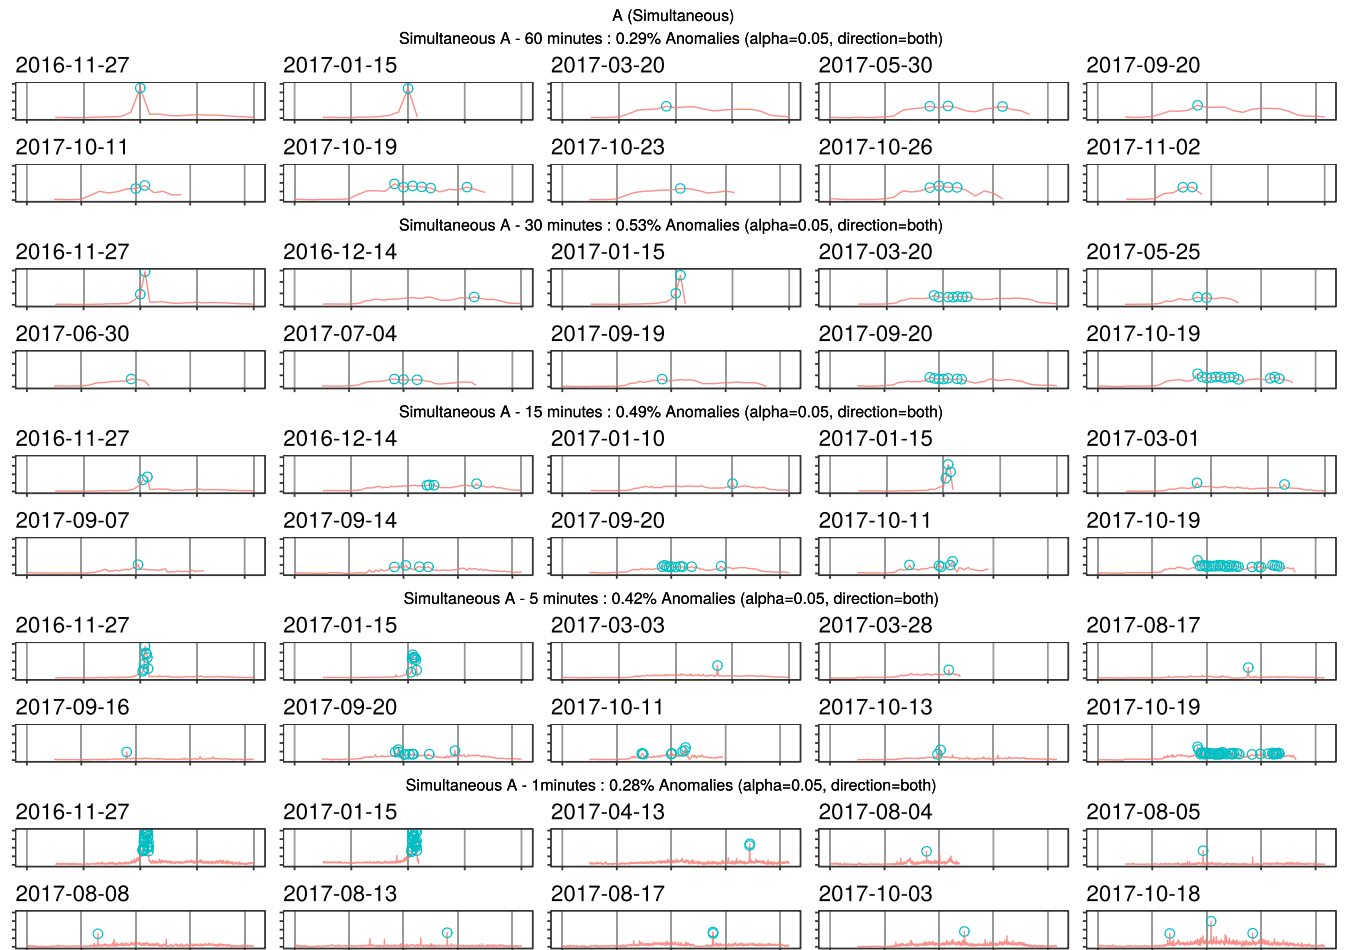 A (Simultaneous)
Simultaneous A - 60 minutes : 0.29% Anomalies (alpha=0.05, direction=both)
2016-11-27 2017-01-15 2017-03-20 2017-05-30 2017-09-20
2017-10-11 2017-10-19 2017-10-23 2017-10-26 2017-11-02
Simultaneous A - 30 minutes : 0.53% Anomalies (alpha=0.05, direction=both)
2016-11-27 2016-12-14 2017-01-15 2017-03-20 2017-05-25
2017-06-30 2017-07-04 2017-09-19 2017-09-20 2017-10-19
Simultaneous A - 15 minutes : 0.49% Anomalies (alpha=0.05, direction=both)
2016-11-27 2016-12-14 2017-01-10 2017-01-15 2017-03-01
2017-09-07 2017-09-14 2017-09-20 2017-10-11 2017-10-19
Simultaneous A - 5 minutes : 0.42% Anomalies (alpha=0.05, direction=both)
2016-11-27 2017-01-15 2017-03-03 2017-03-28 2017-08-17
2017-09-16 2017-09-20 2017-10-11 2017-10-13 2017-10-19
Simultaneous A - 1minutes : 0.28% Anomalies (alpha=0.05, direction=both)
2016-11-27 2017-01-15 2017-04-13 2017-08-04 2017-08-05
2017-08-08 2017-08-13 2017-08-17 2017-10-03 2017-10-18